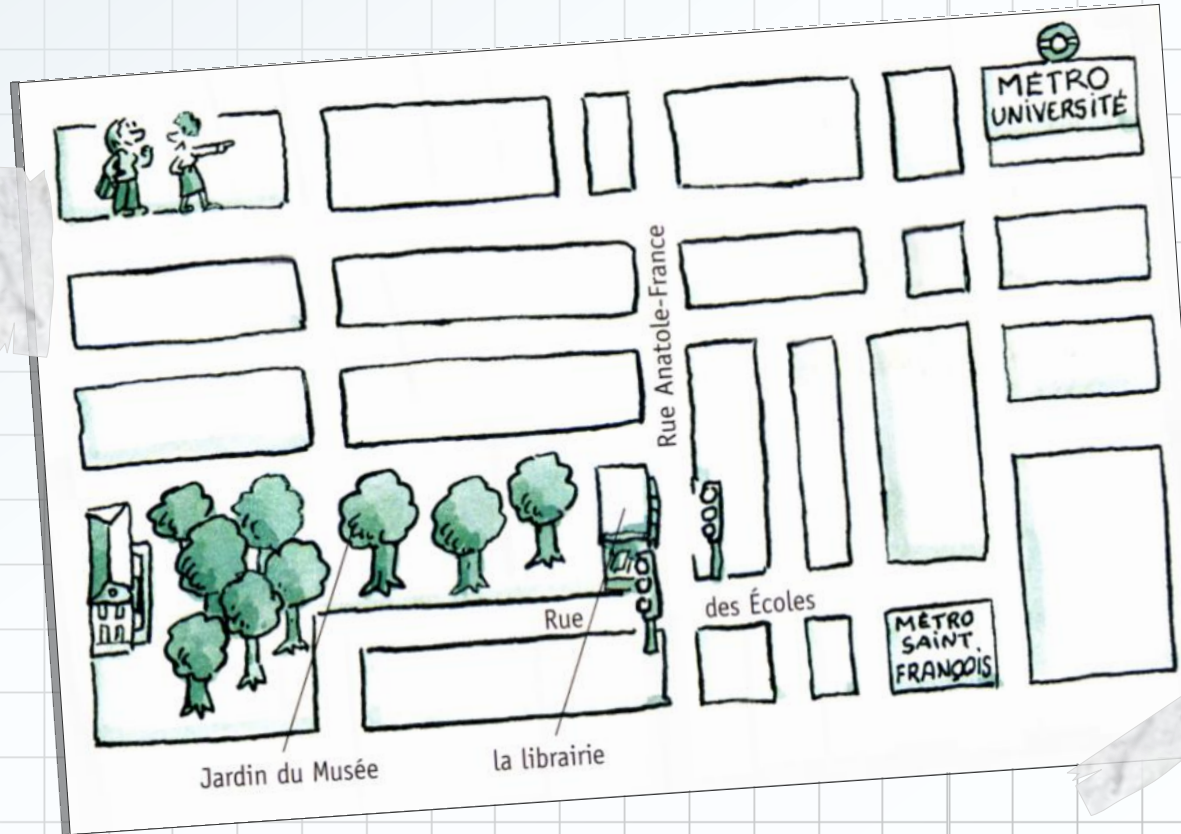 MÉTRO
UNIVERSITÉ
Rue Anatole-France
Rue des Écoles
MÉTRO
SAINT.
FRANÇOIS
Jardin du Musée
la librairie